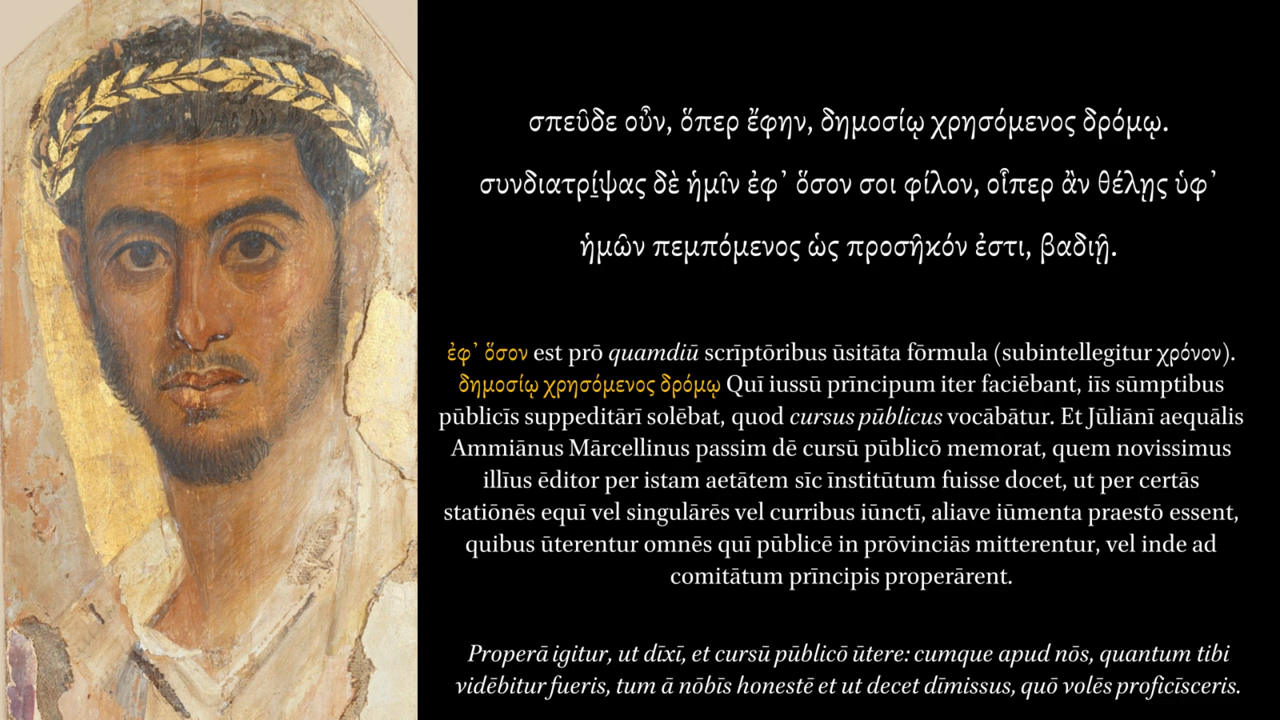 σπεῦδε οὖν, ὅπερ ἔφην, δημοσίῳ χρησόμενος δρόμῳ.
συνδιατρί̱ψας δὲ ἡμῖν ἐφ’ ὅσον σοι φίλον, οἷπερ ἂν θέλῃς ὑφ’
ἡμῶν πεμπόμενος ὡς προσῆκόν ἐστι, βαδιῇ.
ἐφ’ ὅσον est prō quamdiū scrīptōribus ūsitāta fōrmula (subintellegitur χρόνον).
δημοσίῳ χρησόμενος δρόμῳ Quī iussū prīncipum iter faciēbant, iīs sūmptibus
pūblicīs suppeditārī solēbat, quod cursus pūblicus vocābātur. Et Jūliānī aequālis
Ammiānus Mārcellinus passim dē cursū pūblicō memorat, quem novissimus
illīus ēditor per istam aetātem sīc īnstitūtum fuisse docet, ut per certās
statiōnēs equī vel singulārēs vel curribus iūnctī, aliave iūmenta praestō essent,
quibus ūterentur omnēs quī pūblicē in prōvinciās mitterentur, vel inde ad
comitātum prīncipis properārent.
Properā igitur, ut dīxī, et cursū pūblicō ūtere: cumque apud nōs, quantum tibi
vidēbitur fueris, tum ā nōbīs honestē et ut decet dīmissus, quō volēs proficīsceris.